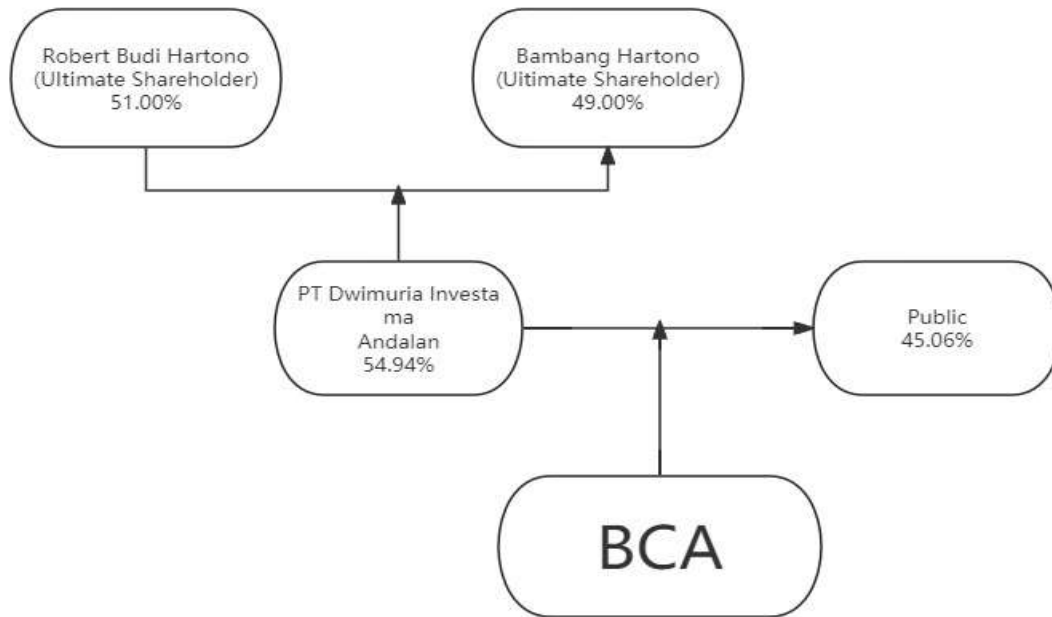 Robert Budi Hartono
(Ultimate Shareholder)
51.00%
Bambang Hartono
(Uitimate Shareholder)
49.00%
PT Dwimuria Investa
ma
Andalan
54.94%
Public
45.06%
BCA